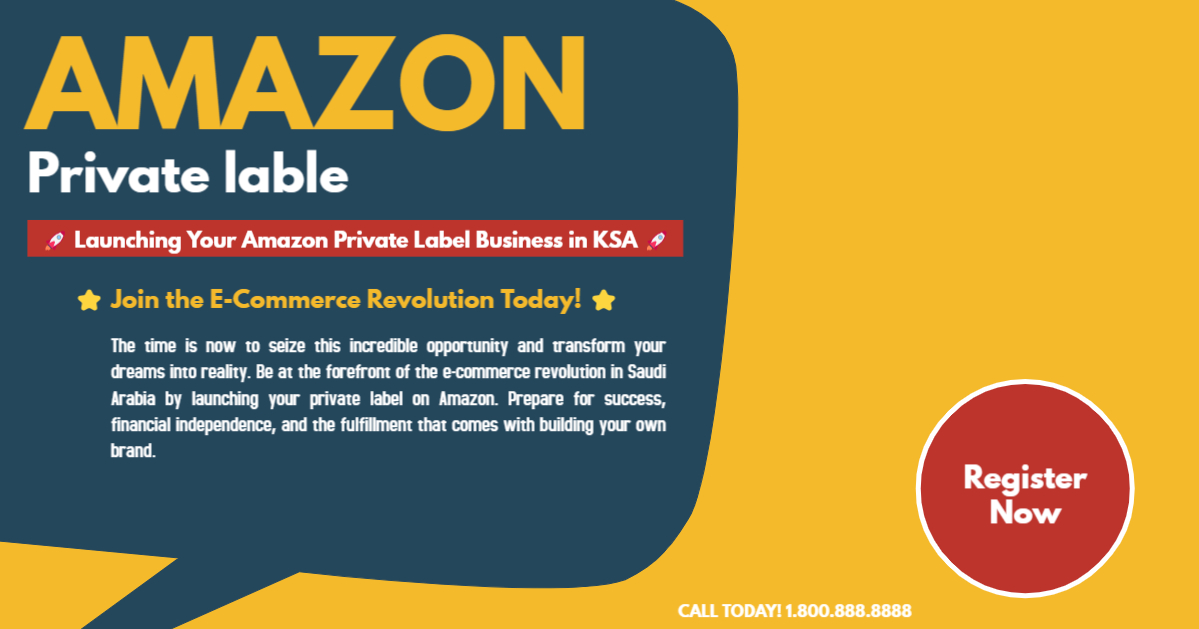 AMAZON
Private lable
🚀 Launching Your Amazon Private Label Business in KSA 🚀
⭐ Join the E-Commerce Revolution Today! ⭐
The time is now to seize this incredible opportunity and transform your
dreams into reality. Be at the forefront of the e-commerce revolution in Saudi
Arabia by launching your private label on Amazon. Prepare for success,
financial independence, and the fulfillment that comes with building your own
brand.
Register
Now
CALL TODAY! 1.800.888.8888